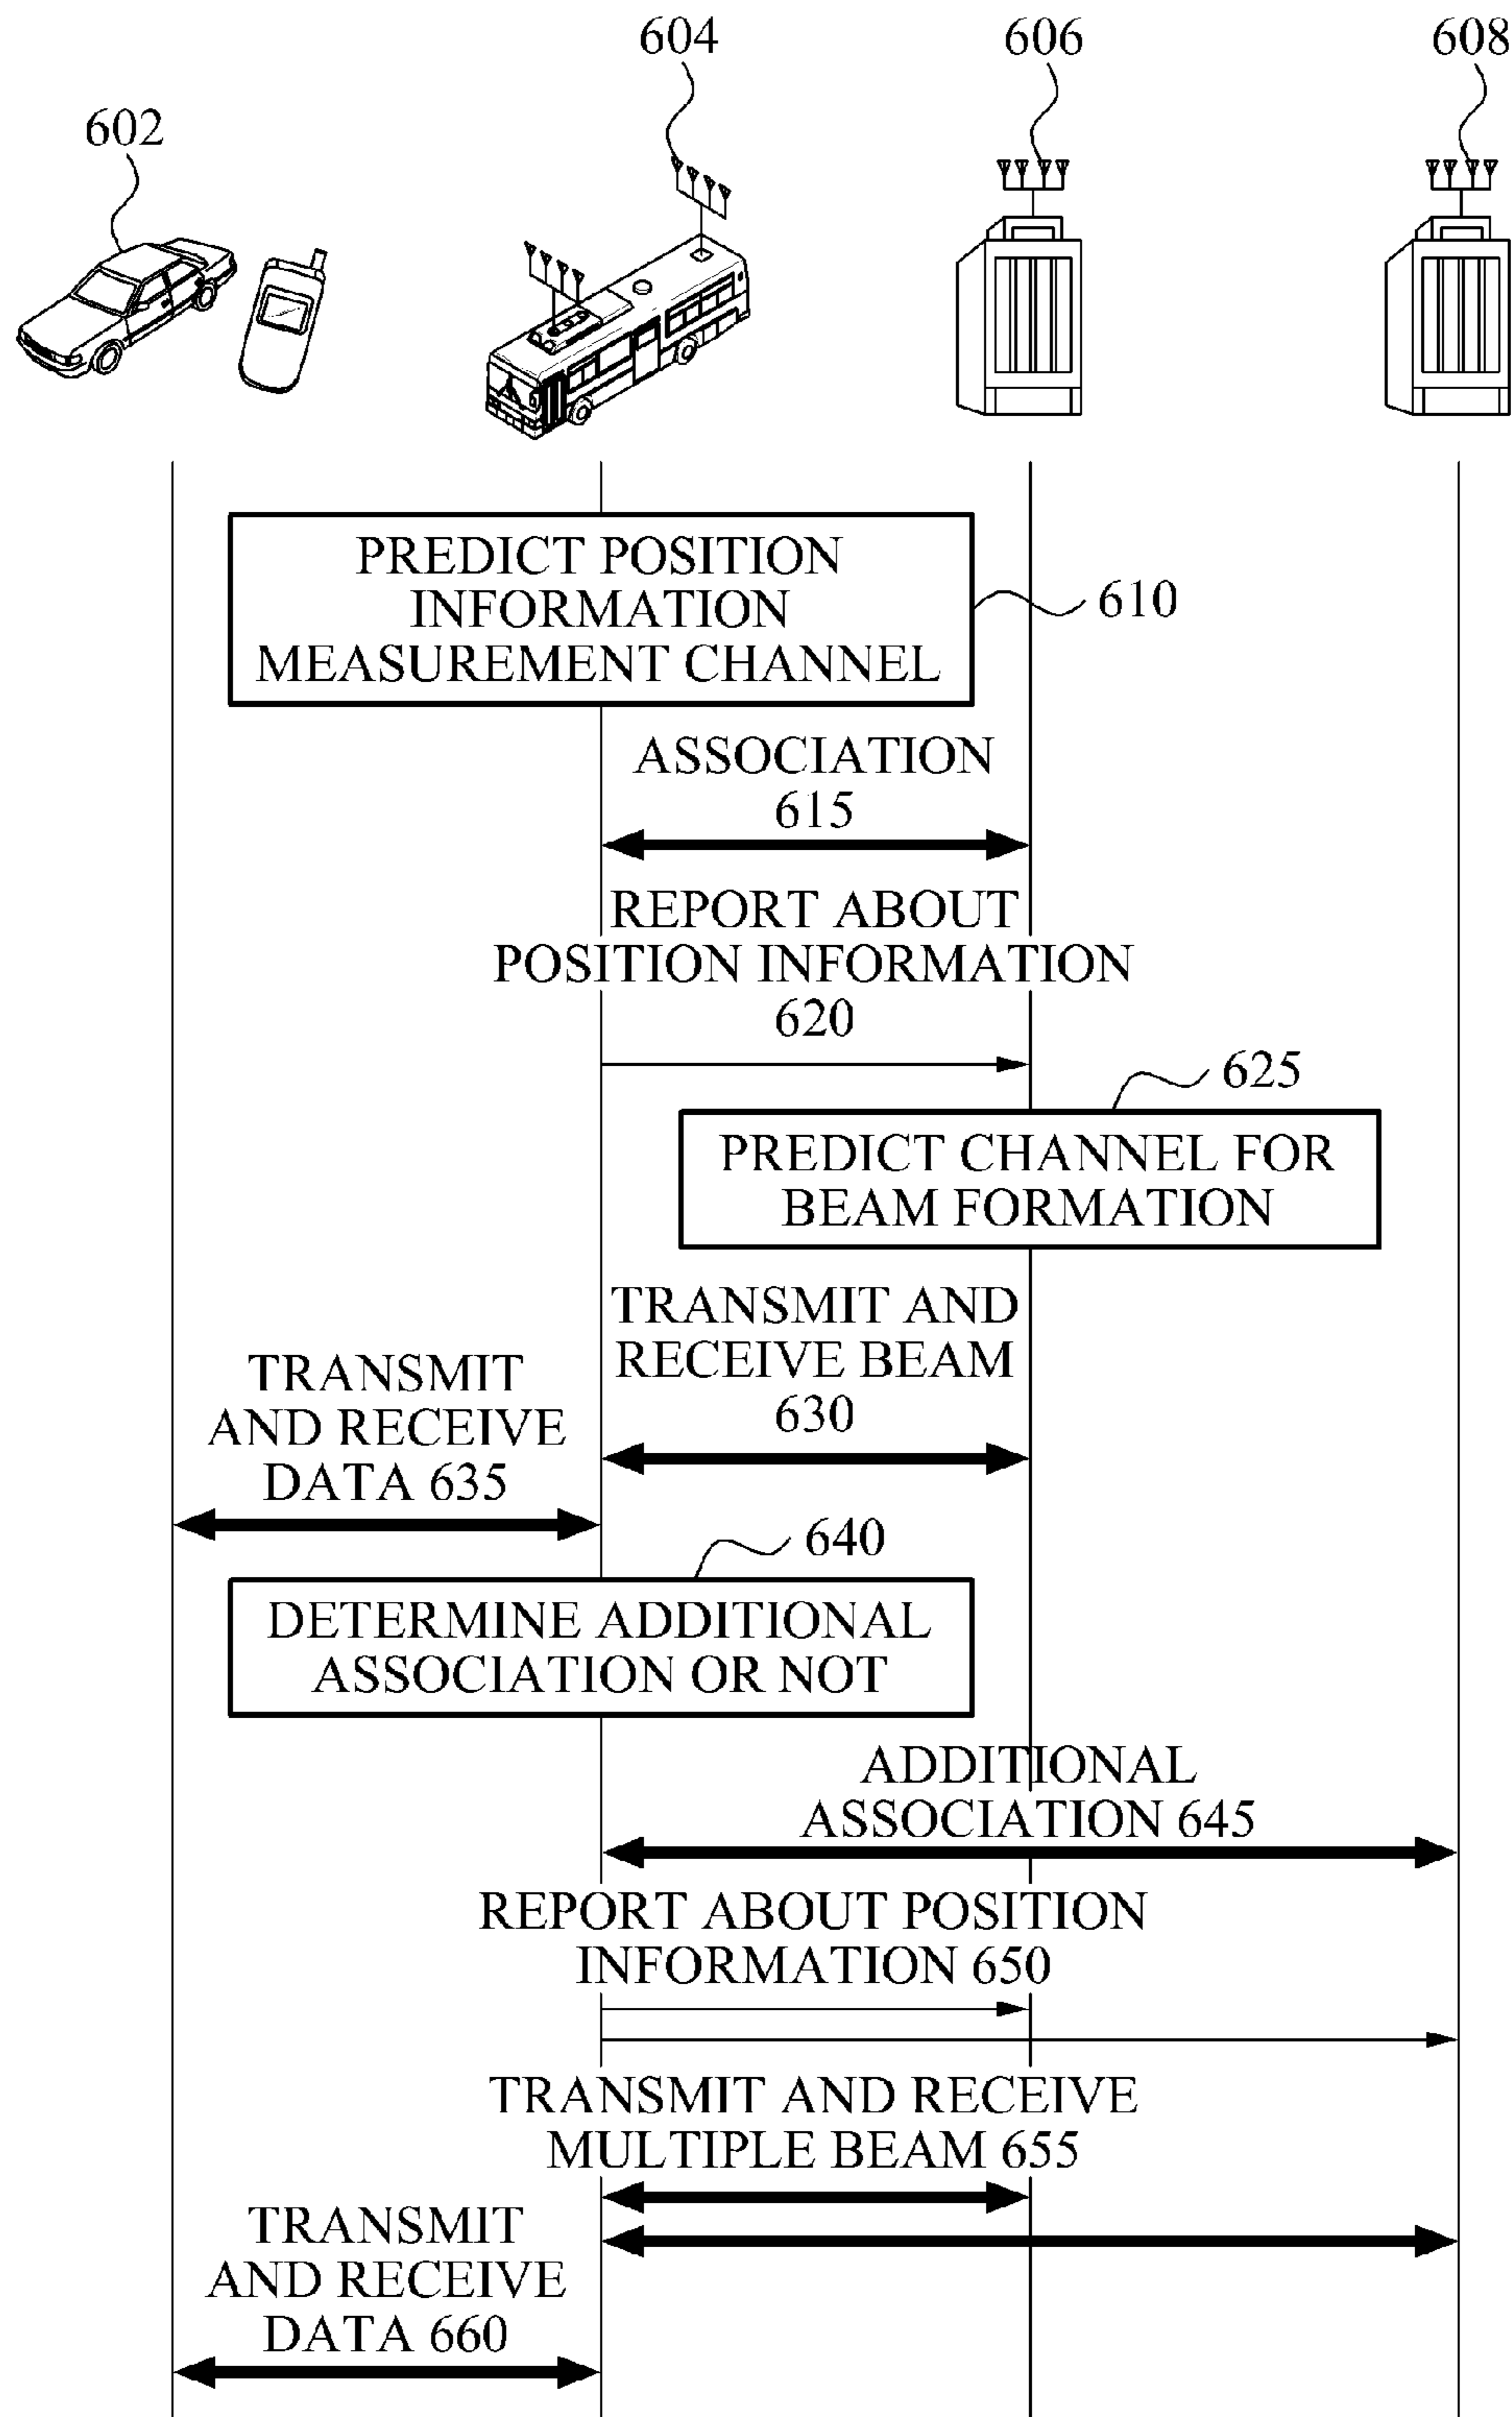 604
606
608
602
PREDICT POSITION
INFORMATION
MEASUREMENT CHANNEL
610
ASSOCIATION
615
REPORT ABOUT
POSITION INFORMATION
620
625
PREDICT CHANNEL FOR
BEAM FORMATION
TRANSMIT AND
RECEIVE BEAM
630
TRANSMIT
AND RECEIVE
DATA 635
640
DETERMINE ADDITIONAL
ASSOCIATION OR NOT
ADDITIONAL
ASSOCIATION 645
REPORT ABOUT POSITION
INFORMATION 650
TRANSMIT AND RECEIVE
MULTIPLE BEAM 655
TRANSMIT
AND RECEIVE
DATA 660